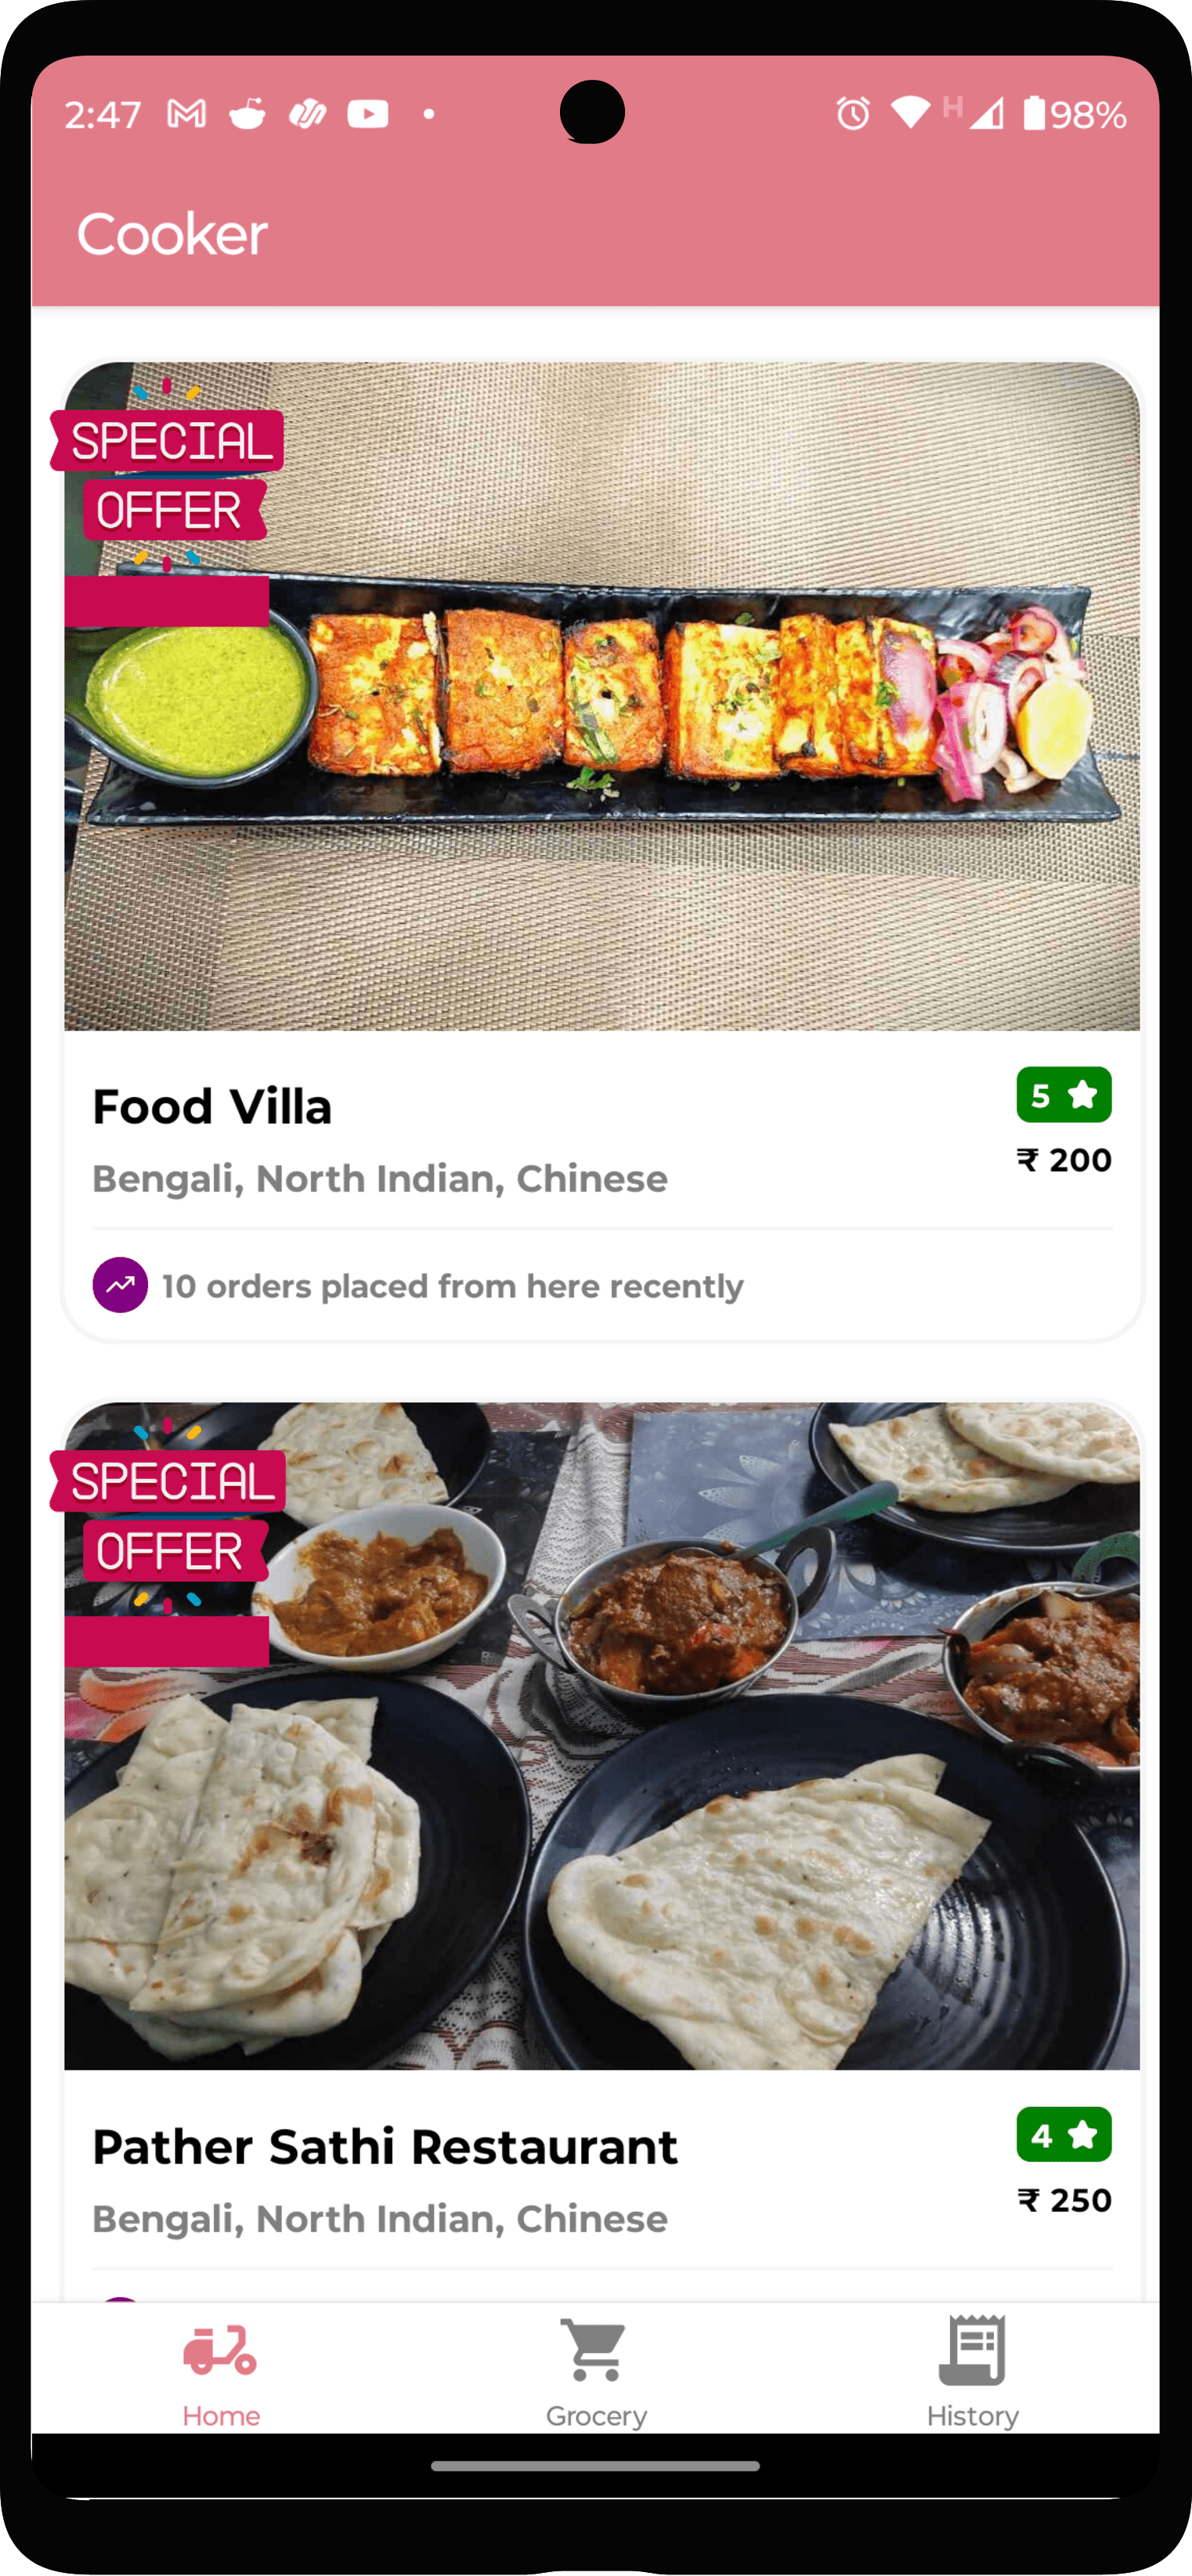 2:47 98%
Cooker
SPECIAL
OFFER
Food Villa
5
Bengali, North Indian, Chinese
₹ 200
10 orders placed from here recently
SPECIAL
OFFER
Pather Sathi Restaurant
4
Bengali, North Indian, Chinese
₹ 250
Home Grocery History